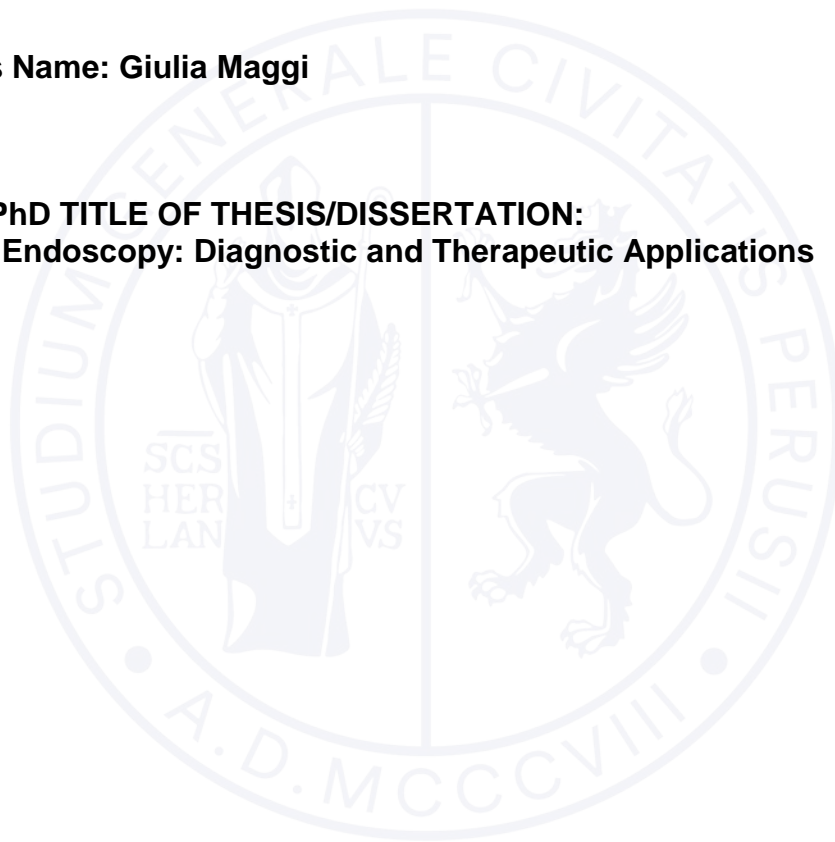 s Name: Giulia Maggi
PhD TITLE OF THESIS/DISSERTATION:
Endoscopy: Diagnostic and Therapeutic Applications
STUDIUM GENERALE CIVITATIS PERUSII
SCS
HER
LAN
CV
VS
A.D. MCCCVIII